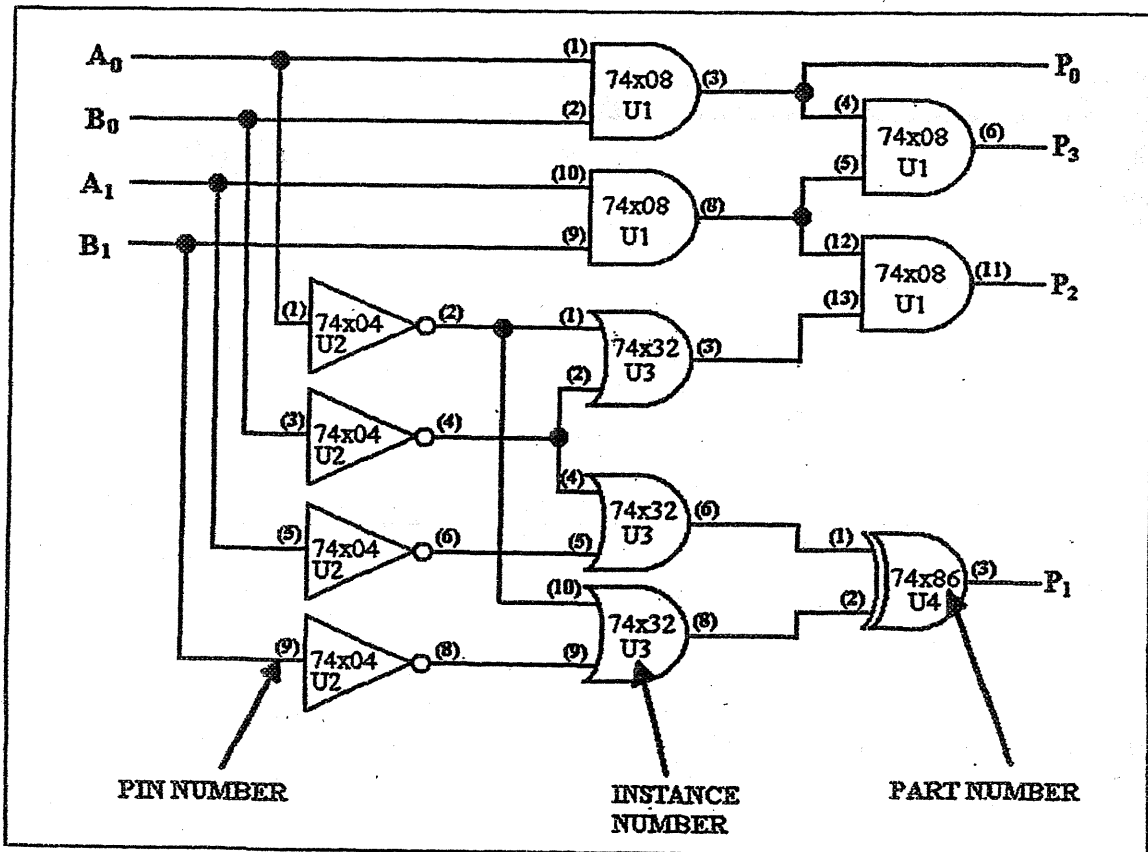 A0 (1) 74x08 U1 (3) P0
B0 (2) (4) 74x08 U1 (6) P3
A1 (10) 74x08 U1 (8) (5)
B1 (9) (12) 74x08 U1 (11) P2
(1) 74x04 U2 (2) (1) 74x32 U3 (3) (13)
(2)
(3) 74x04 U2 (4)
(4) 74x32 U3 (6)
(5) 74x04 U2 (6) (5) (1) 74x86 U4 (3) P1
(10) 74x32 U3 (8) (2)
(9) 74x04 U2 (8) (9)
PIN NUMBER
INSTANCE
NUMBER
PART NUMBER